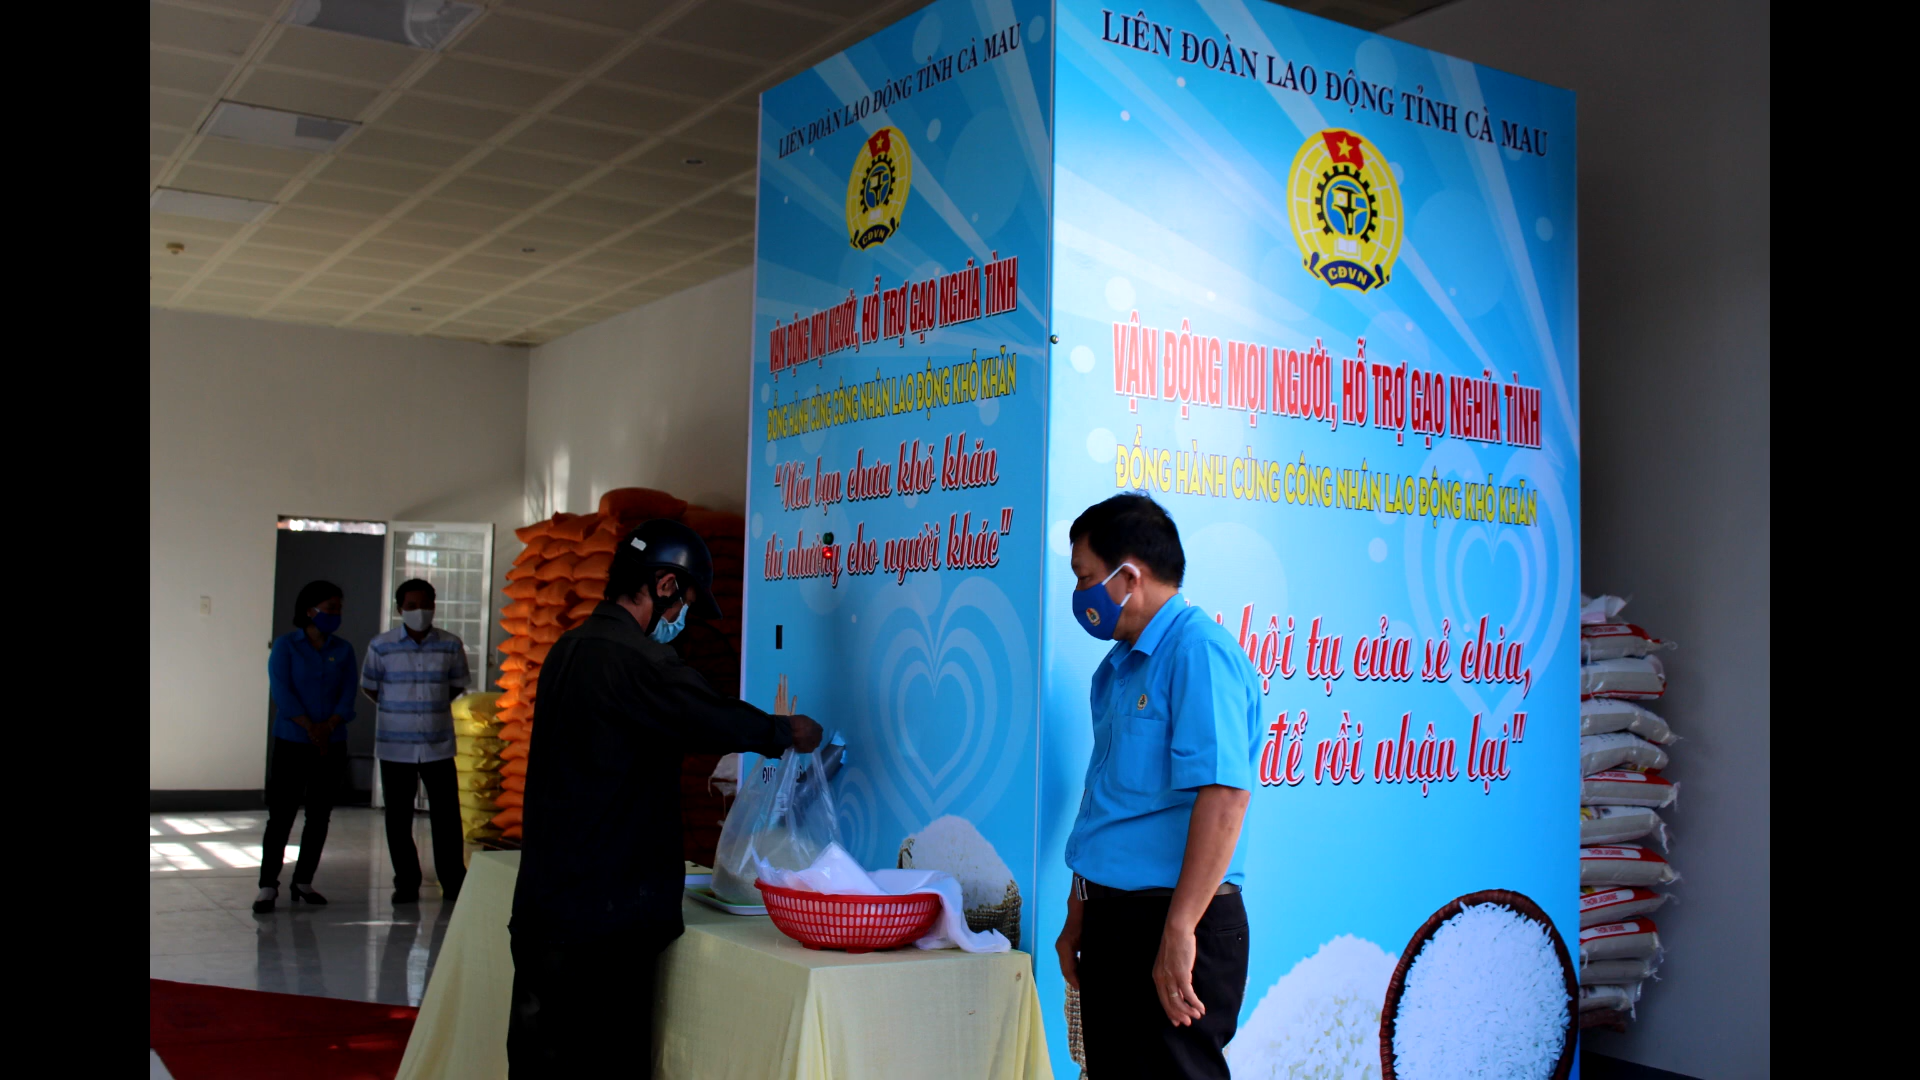 LIÊN ĐOÀN LAO ĐỘNG TỈNH CÀ MAU
CĐVN
VẬN ĐỘNG MỌI NGƯỜI, HỖ TRỢ GẠO NGHĨA TÌNH
ĐỒNG HÀNH CÙNG CÔNG NHÂN LAO ĐỘNG KHÓ KHĂN
"Nếu bạn chưa khó khăn
thì nhường cho người khác"
LIÊN ĐOÀN LAO ĐỘNG TỈNH CÀ MAU
CĐVN
VẬN ĐỘNG MỌI NGƯỜI, HỖ TRỢ GẠO NGHĨA TÌNH
ĐỒNG HÀNH CÙNG CÔNG NHÂN LAO ĐỘNG KHÓ KHĂN
hội tụ của sẻ chia,
để rồi nhận lại"